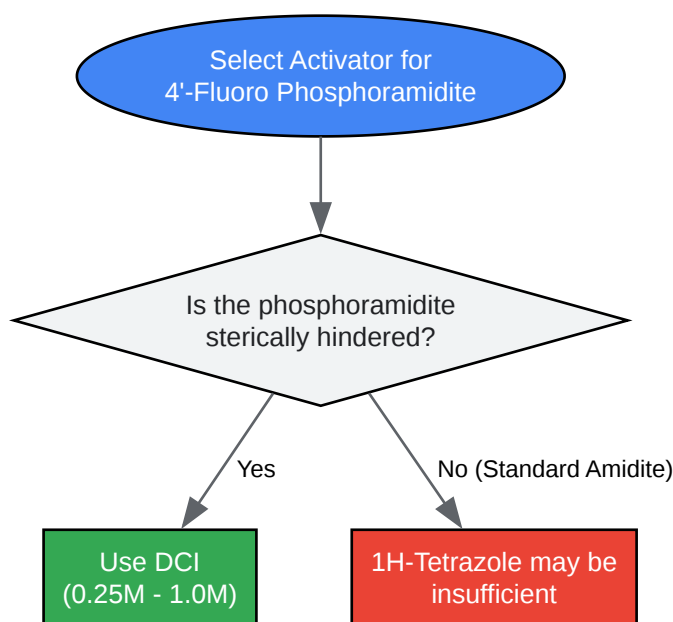 Select Activator for
4'-Fluoro Phosphoramidite
Is the phosphoramidite
sterically hindered?
Yes
No (Standard Amidite)
Use DCI
(0.25M - 1.0M)
1H-Tetrazole may be
insufficient